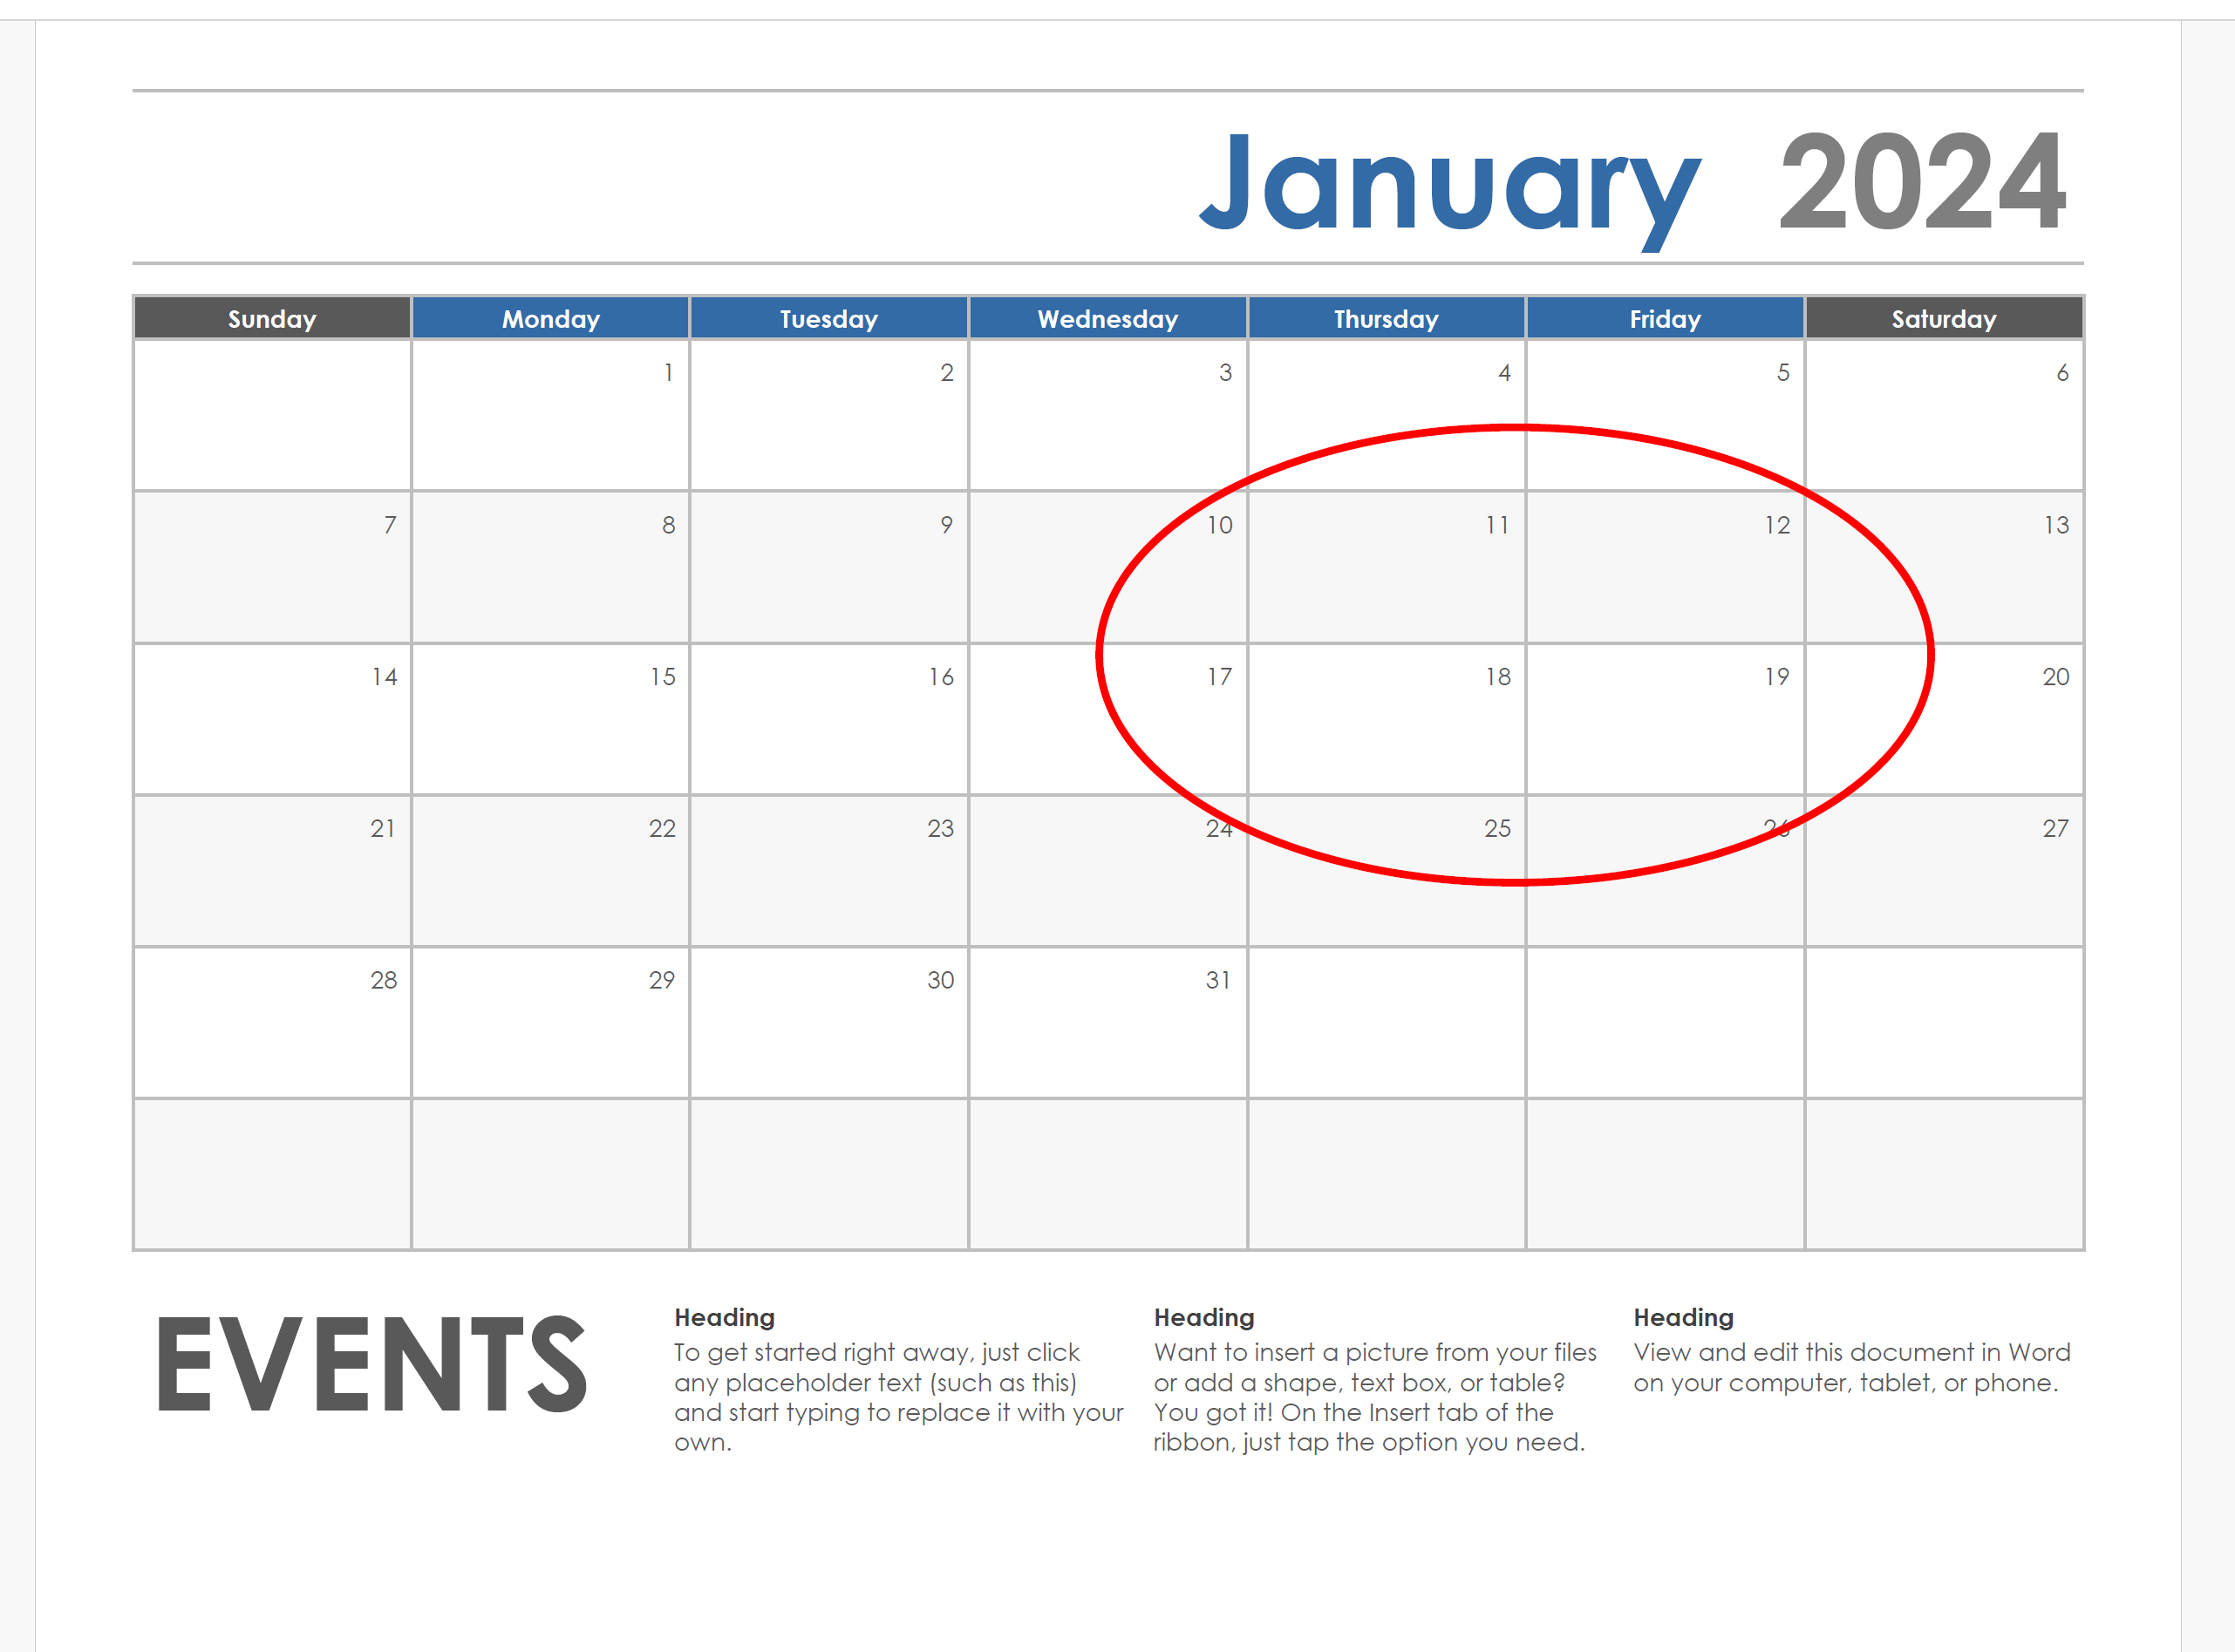 January 2024
Sunday Monday Tuesday Wednesday Thursday Friday Saturday
1 2 3 4 5 6
7 8 9 10 11 12 13
14 15 16 17 18 19 20
21 22 23 24 25 26 27
28 29 30 31
EVENTS
Heading
To get started right away, just click
any placeholder text (such as this)
and start typing to replace it with your
own.
Heading
Want to insert a picture from your files
or add a shape, text box, or table?
You got it! On the Insert tab of the
ribbon, just tap the option you need.
Heading
View and edit this document in Word
on your computer, tablet, or phone.